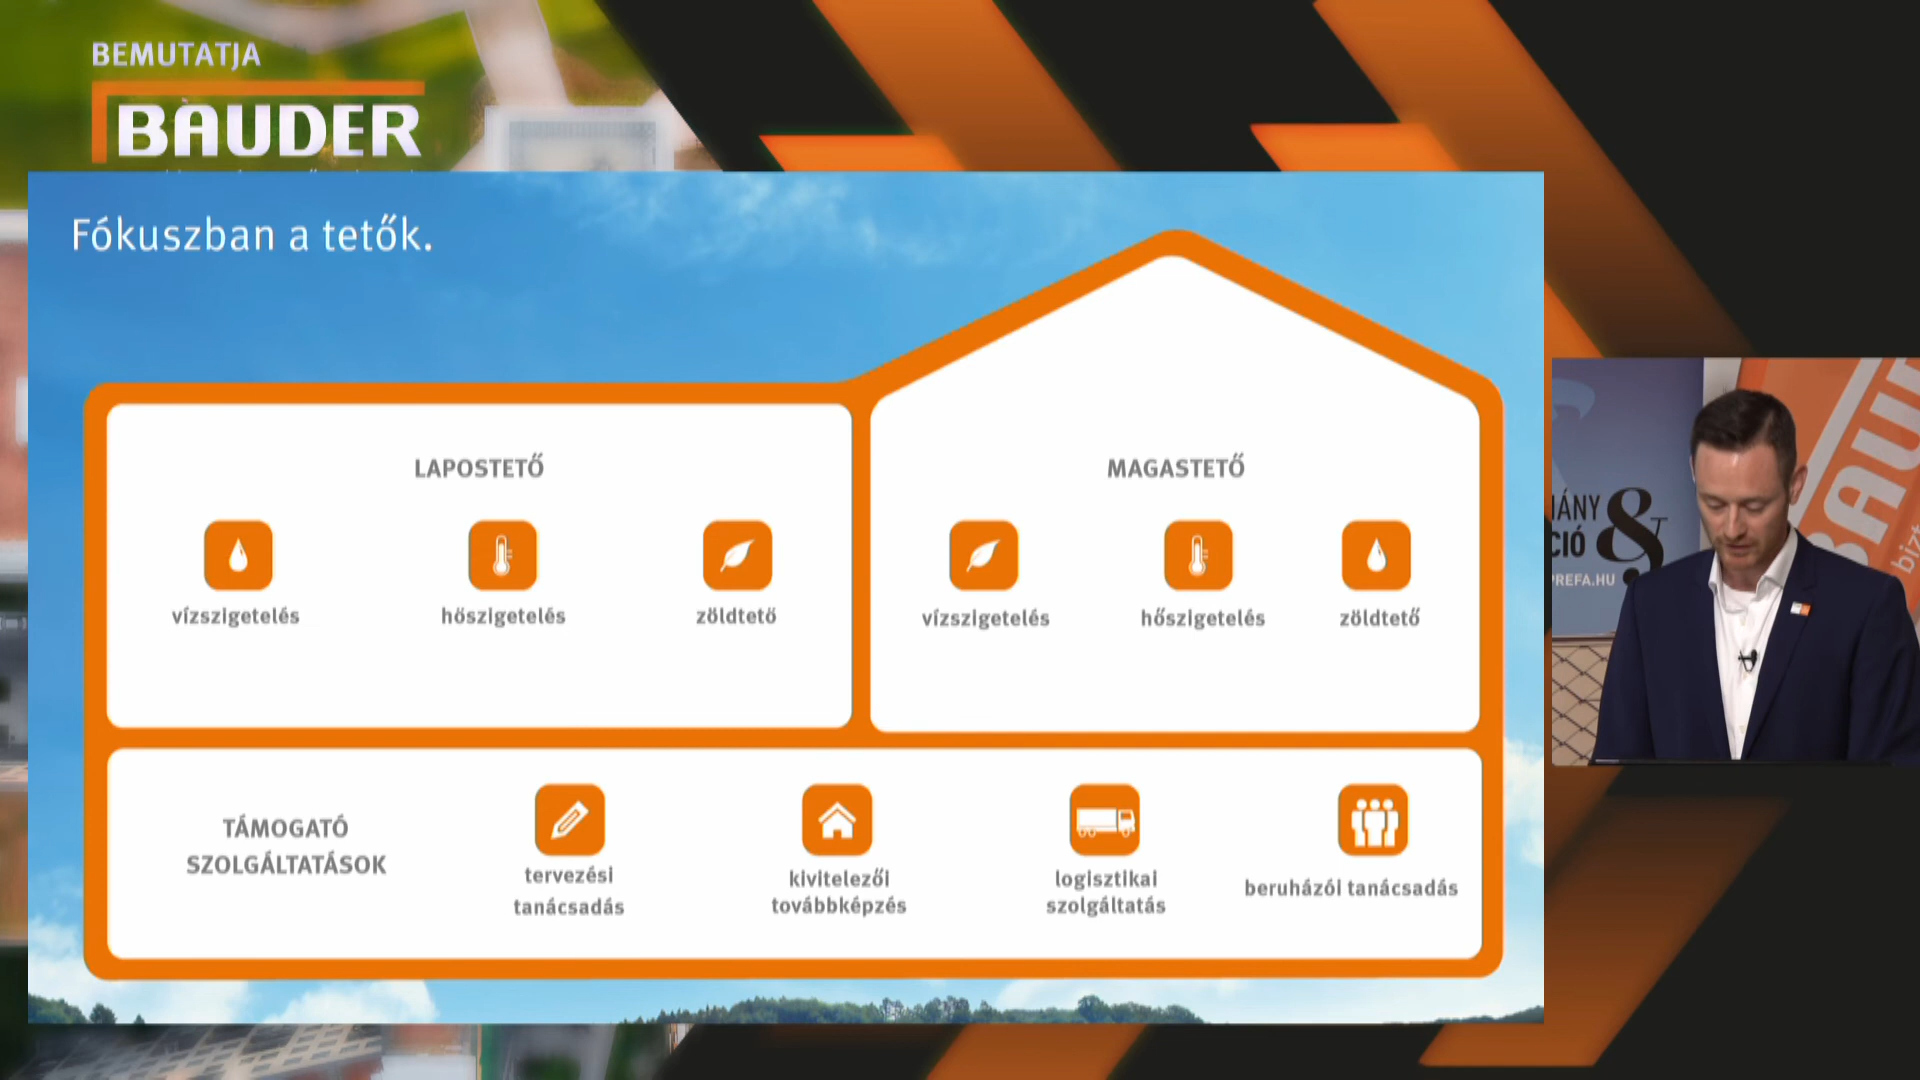 BEMUTATJA
BAUDER
Fókuszban a tetők.
LAPOSTETŐ
vízszigetelés
hőszigetelés
zöldtető
MAGASTETŐ
vízszigetelés
hőszigetelés
zöldtető
TÁMOGATÓ
SZOLGÁLTATÁSOK
tervezési
tanácsadás
kivitelezői
továbbképzés
logisztikai
szolgáltatás
beruházói tanácsadás
REFA.HU
BAU